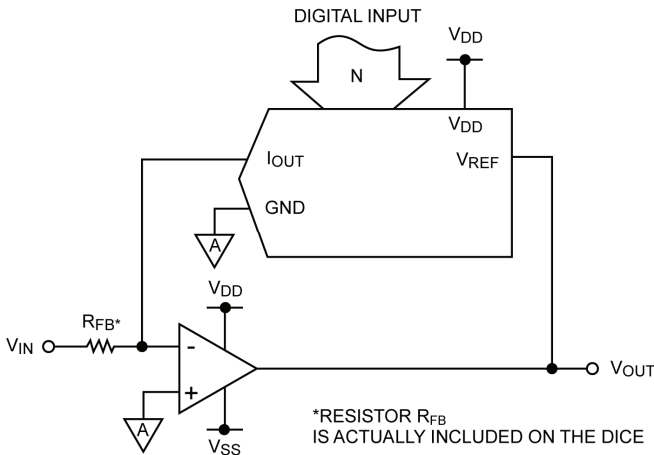 DIGITAL INPUT
N
VDD
VDD
IOUT
VREF
GND
A
VDD
RFB*
VIN
-
+
A
VSS
VOUT
*RESISTOR RFB
IS ACTUALLY INCLUDED ON THE DICE